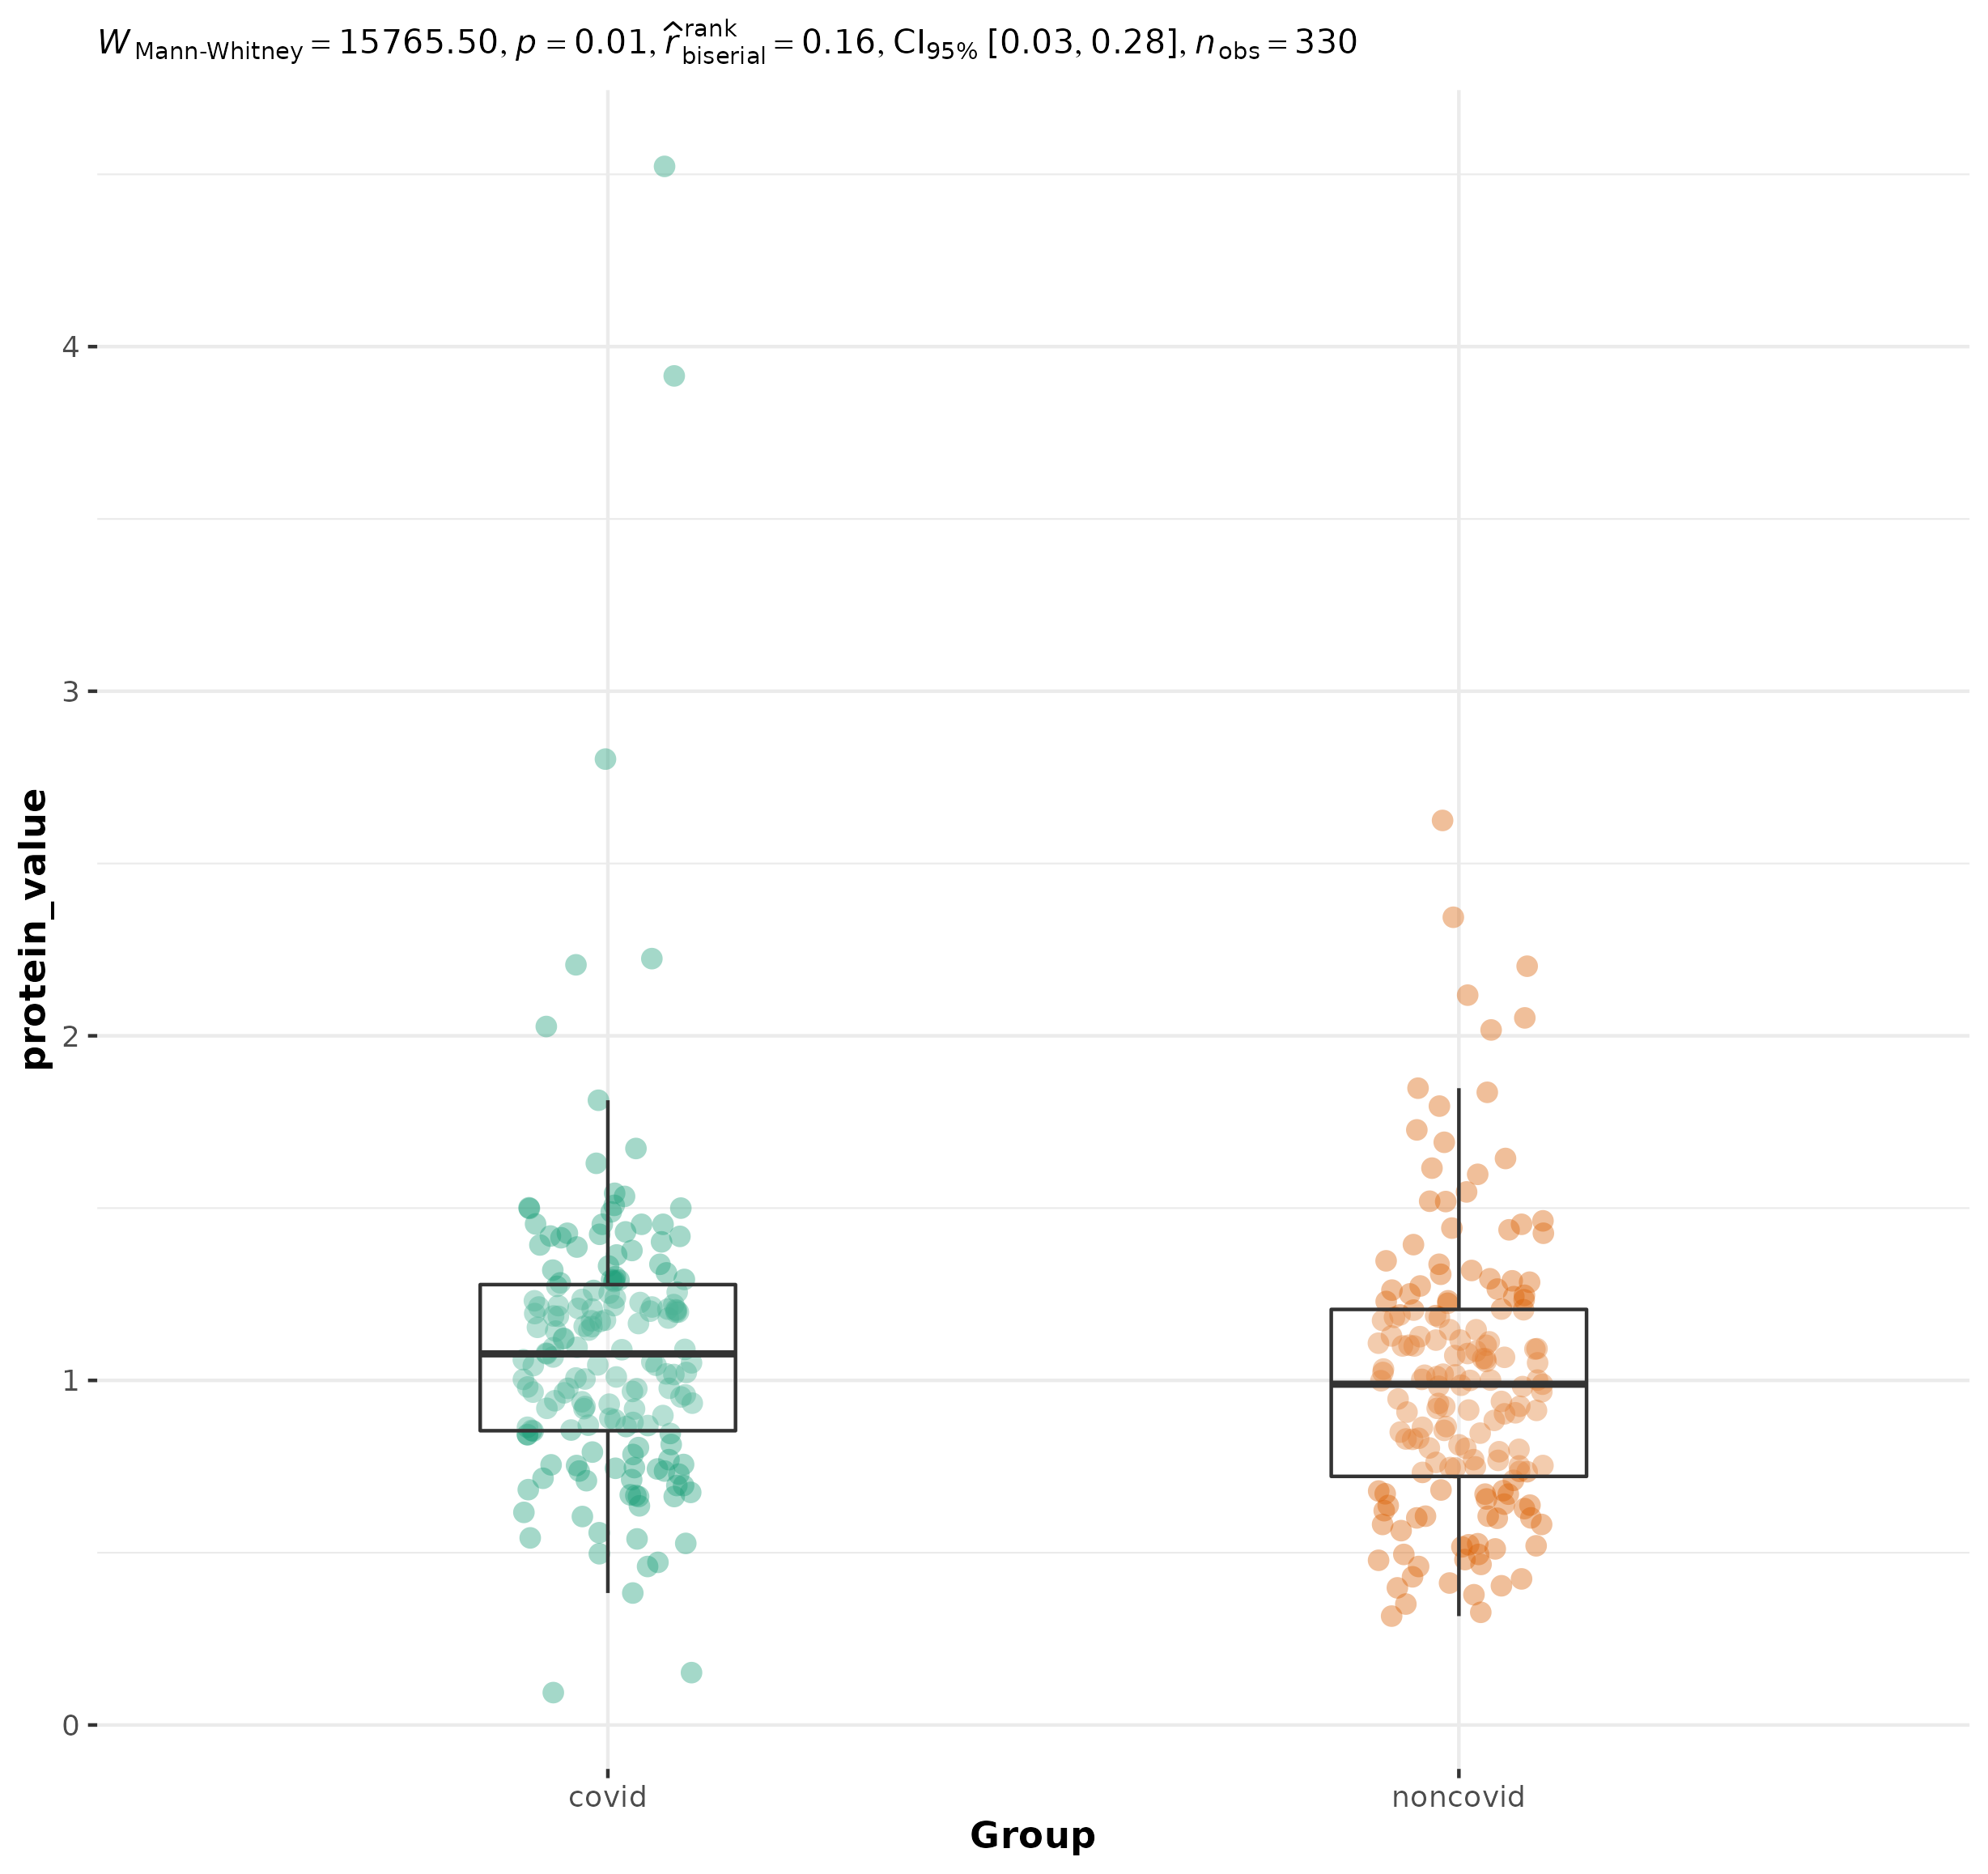 W Mann-Whitney = 15765.50, p = 0.01, r̂ rank biserial = 0.16, CI95% [0.03, 0.28], nobs = 330
protein_value
4
3
2
1
0
covid noncovid
Group